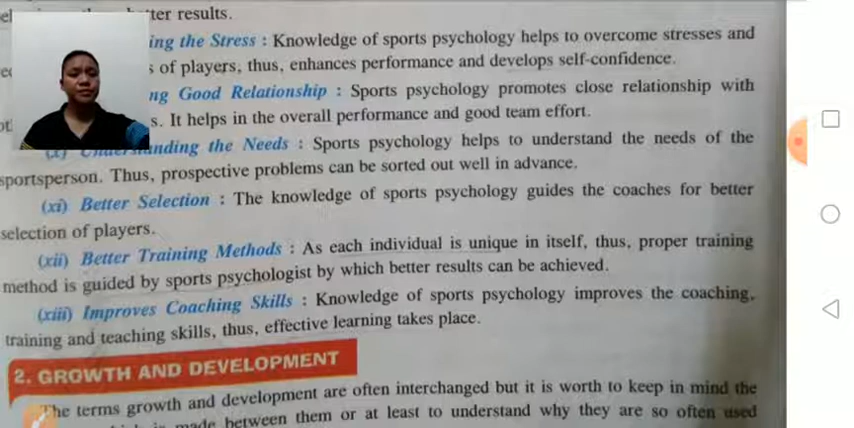 ter results.
ing the Stress : Knowledge of sports psychology helps to overcome stresses and
s of players, thus, enhances performance and develops self-confidence.
ng Good Relationship : Sports psychology promotes close relationship with
s. It helps in the overall performance and good team effort.
anding the Needs : Sports psychology helps to understand the needs of the
sportsperson. Thus, prospective problems can be sorted out well in advance.
(xi) Better Selection : The knowledge of sports psychology guides the coaches for better
selection of players.
(xii) Better Training Methods : As each individual is unique in itself, thus, proper training
method is guided by sports psychologist by which better results can be achieved.
(xiii) Improves Coaching Skills : Knowledge of sports psychology improves the coaching,
training and teaching skills, thus, effective learning takes place.
2. GROWTH AND DEVELOPMENT
The terms growth and development are often interchanged but it is worth to keep in mind the
made between them or at least to understand why they are so often used